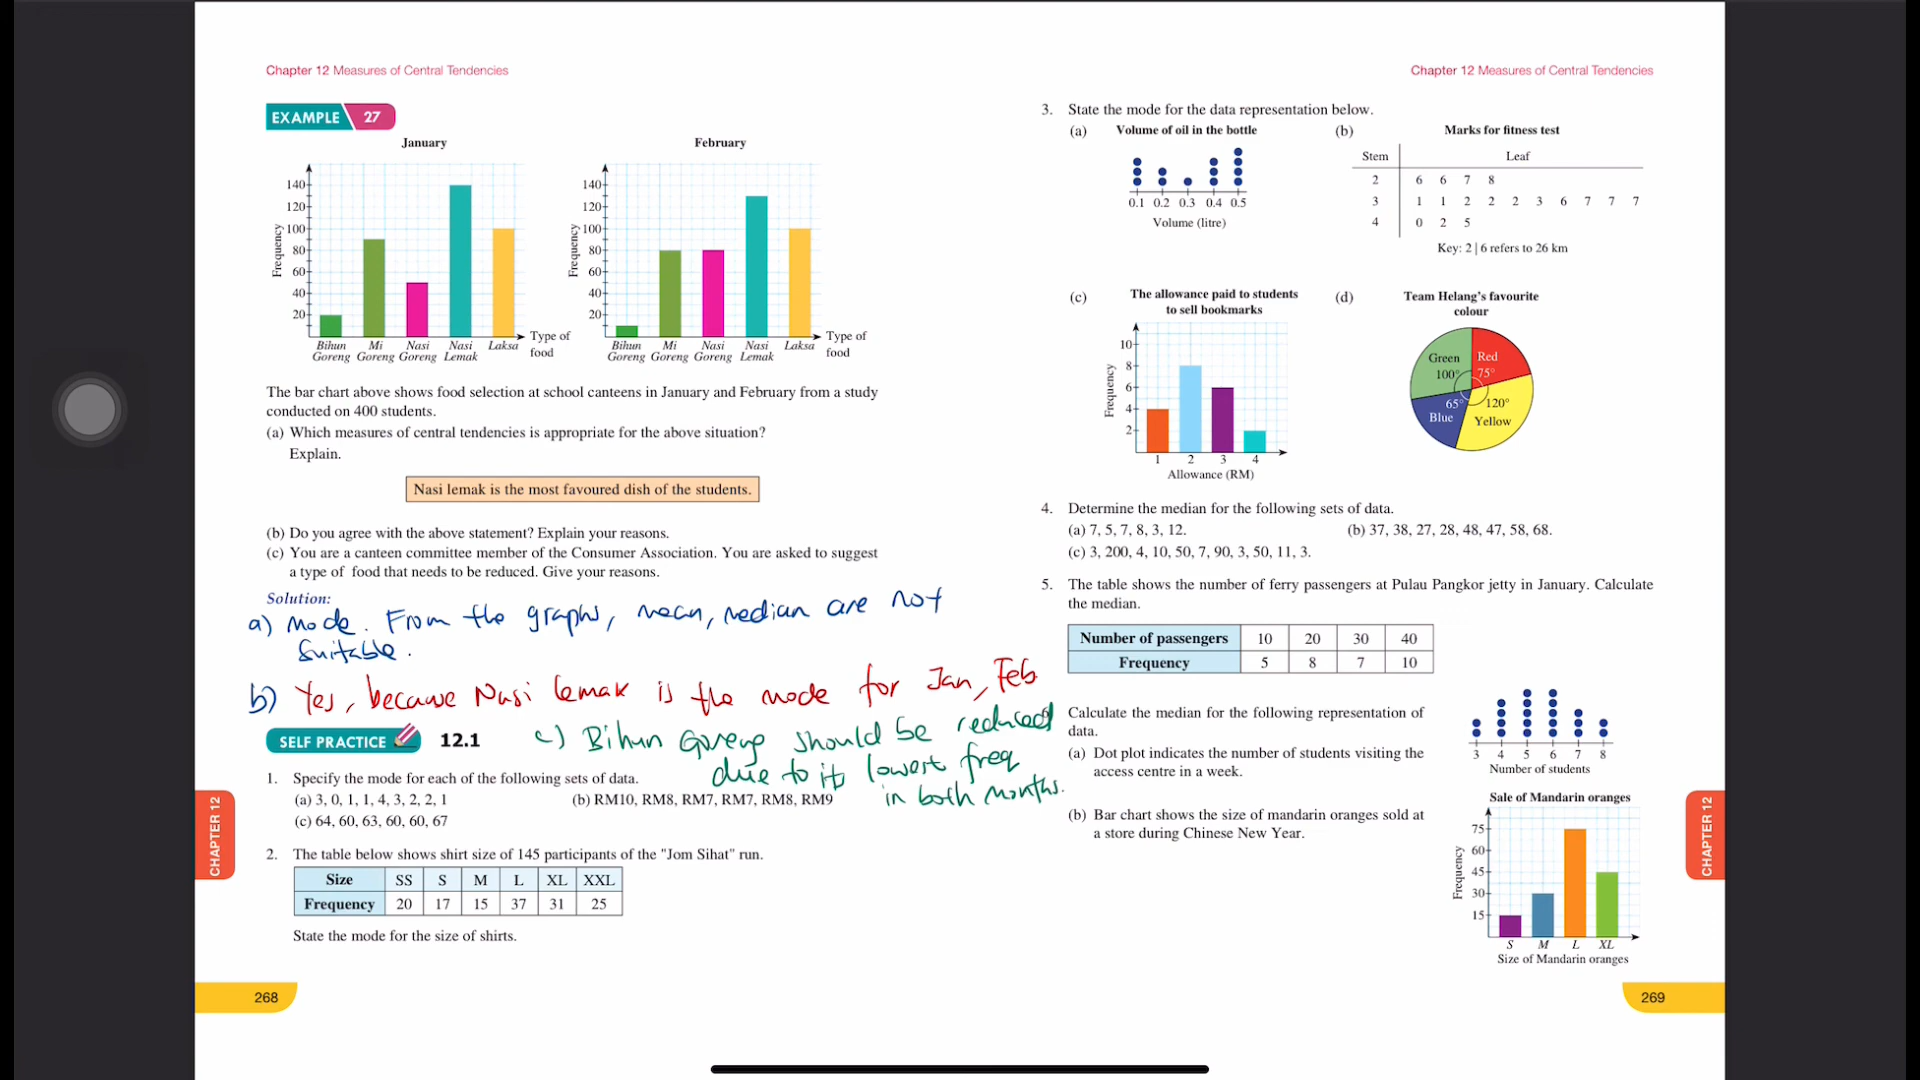 Chapter 12 Measures of Central Tendencies
EXAMPLE 27
January
Frequency
140
120
100
80
60
40
20
Bihun Goreng
Mi Goreng
Nasi Goreng
Nasi Lemak
Laksa
Type of food
February
Frequency
140
120
100
80
60
40
20
Bihun Goreng
Mi Goreng
Nasi Goreng
Nasi Lemak
Laksa
Type of food
The bar chart above shows food selection at school canteens in January and February from a study
conducted on 400 students.
(a) Which measures of central tendencies is appropriate for the above situation?
Explain.
Nasi lemak is the most favoured dish of the students.
(b) Do you agree with the above statement? Explain your reasons.
(c) You are a canteen committee member of the Consumer Association. You are asked to suggest
a type of food that needs to be reduced. Give your reasons.
Solution:
a) Mode. From the graphs, mean, median are not
suitable.
b) Yes, because Nasi lemak is the mode for Jan, Feb
c) Bihun Goreng should be reduced
due to its lowest freq
in both months.
SELF PRACTICE 12.1
1. Specify the mode for each of the following sets of data.
(a) 3, 0, 1, 1, 4, 3, 2, 2, 1 (b) RM10, RM8, RM7, RM7, RM8, RM9
(c) 64, 60, 63, 60, 60, 67
2. The table below shows shirt size of 145 participants of the "Jom Sihat" run.
Size SS S M L XL XXL
Frequency 20 17 15 37 31 25
State the mode for the size of shirts.
CHAPTER 12
268
Chapter 12 Measures of Central Tendencies
3. State the mode for the data representation below.
(a) Volume of oil in the bottle
0.1 0.2 0.3 0.4 0.5
Volume (litre)
(b) Marks for fitness test
Stem Leaf
2 6 6 7 8
3 1 1 2 2 2 3 6 7 7 7
4 0 2 5
Key: 2 | 6 refers to 26 km
(c) The allowance paid to students
to sell bookmarks
Frequency
10
8
6
4
2
1 2 3 4
Allowance (RM)
(d) Team Helang's favourite
colour
Green Red
100° 75°
65° 120°
Blue Yellow
4. Determine the median for the following sets of data.
(a) 7, 5, 7, 8, 3, 12. (b) 37, 38, 27, 28, 48, 47, 58, 68.
(c) 3, 200, 4, 10, 50, 7, 90, 3, 50, 11, 3.
5. The table shows the number of ferry passengers at Pulau Pangkor jetty in January. Calculate
the median.
Number of passengers 10 20 30 40
Frequency 5 8 7 10
Calculate the median for the following representation of
data.
(a) Dot plot indicates the number of students visiting the
access centre in a week.
3 4 5 6 7 8
Number of students
(b) Bar chart shows the size of mandarin oranges sold at
a store during Chinese New Year.
Sale of Mandarin oranges
Frequency
75
60
45
30
15
S M L XL
Size of Mandarin oranges
CHAPTER 12
269